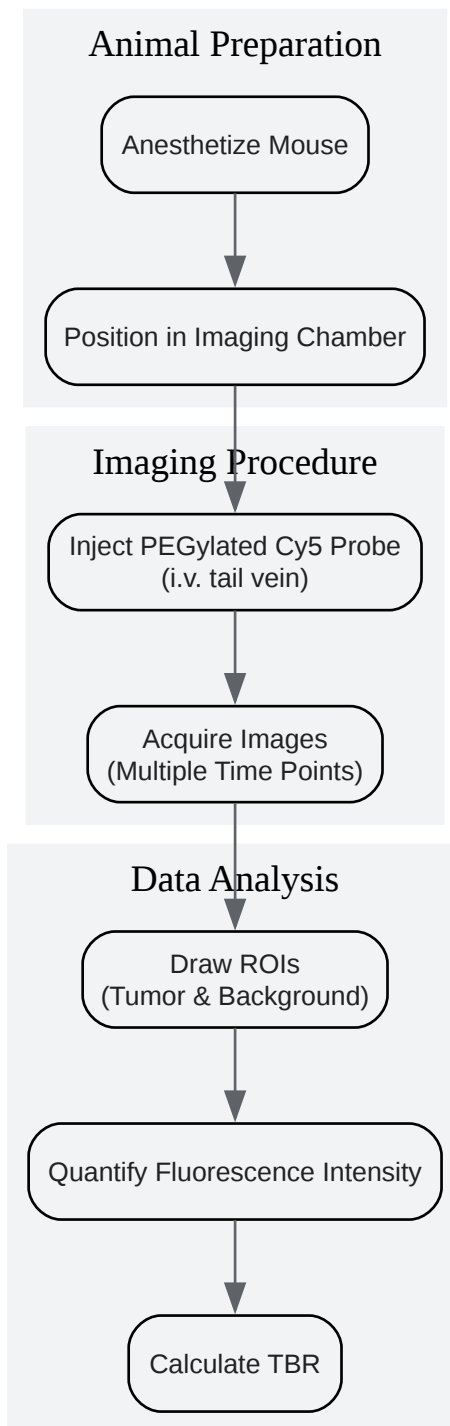 Animal Preparation
Anesthetize Mouse
Position in Imaging Chamber
Imaging Procedure
Inject PEGylated Cy5 Probe
(i.v. tail vein)
Acquire Images
(Multiple Time Points)
Data Analysis
Draw ROIs
(Tumor & Background)
Quantify Fluorescence Intensity
Calculate TBR